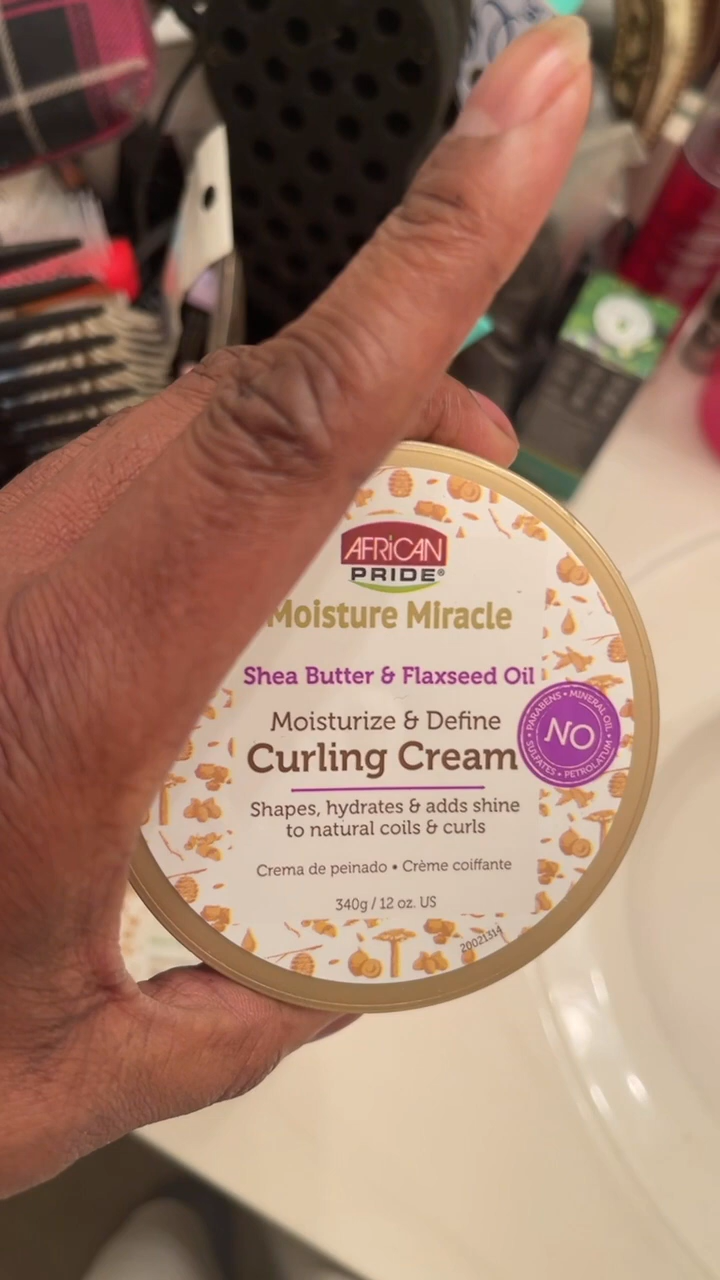 AFRiCAN
PRIDE®
Moisture Miracle
Shea Butter & Flaxseed Oil
PARABENS • MINERAL OIL • PETROLATUM • SULFATES •
NO
Moisturize & Define
Curling Cream
Shapes, hydrates & adds shine
to natural coils & curls
Crema de peinado • Crème coiffante
340g / 12 oz. US
20021314